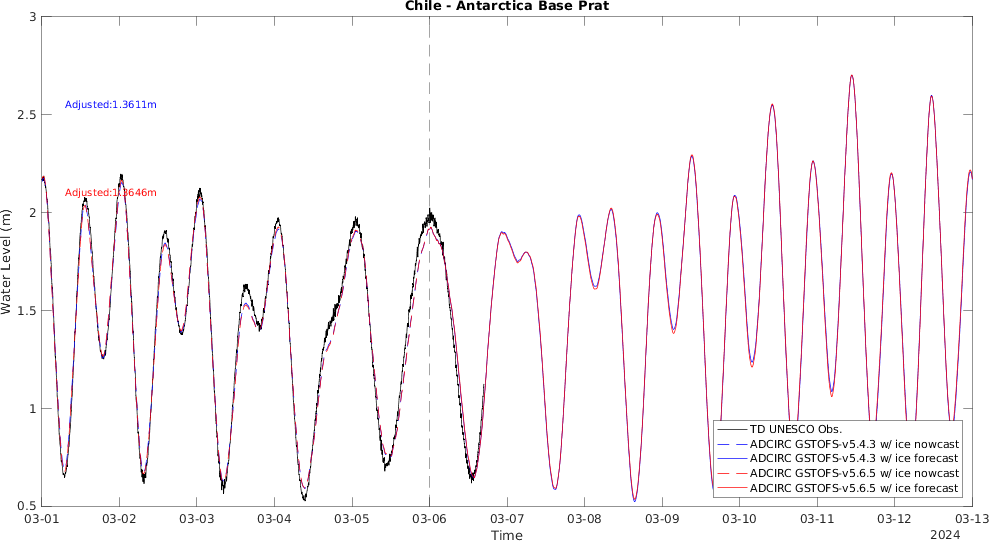 Chile - Antarctica Base Prat
3
2.5
2
1.5
1
0.5
Water Level (m)
Adjusted:1.3611m
Adjusted:1.3646m
TD UNESCO Obs.
ADCIRC GSTOFS-v5.4.3 w/ ice nowcast
ADCIRC GSTOFS-v5.4.3 w/ ice forecast
ADCIRC GSTOFS-v5.6.5 w/ ice nowcast
ADCIRC GSTOFS-v5.6.5 w/ ice forecast
03-01 03-02 03-03 03-04 03-05 03-06 03-07 03-08 03-09 03-10 03-11 03-12 03-13
Time
2024